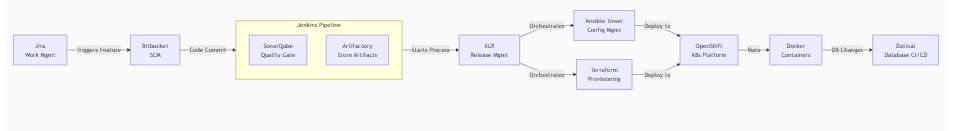 Jira
Work Mgmt
Triggers Feature
Bitbucket
SCM
Code Commit
Jenkins Pipeline
SonarQube
Quality Gate
Artifactory
Store Artifacts
Starts Process
XLR
Release Mgmt
Orchestrates
Orchestrates
Ansible Tower
Config Mgmt
Terraform
Provisioning
Deploy to
Deploy to
OpenShift
K8s Platform
Runs
Docker
Containers
DB Changes
Datical
Database CI/CD